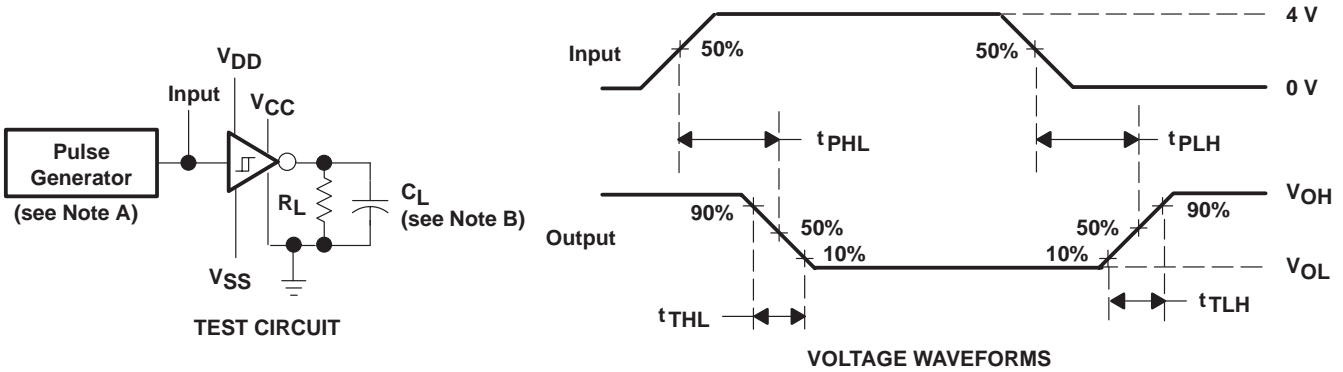 VDD
Input
VCC
Pulse
Generator
(see Note A)
RL
CL
(see Note B)
VSS
TEST CIRCUIT
4 V
Input
50%
50%
0 V
tPHL
tPLH
VOH
90%
90%
Output
50%
50%
10%
10%
VOL
tTHL
tTLH
VOLTAGE WAVEFORMS